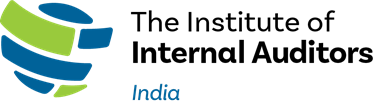 The Institute of
Internal Auditors
India